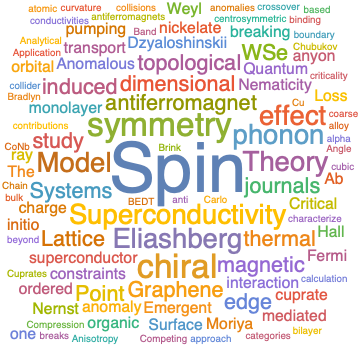 atomic curvature collisions anomalies crossover based
conductivities antiferromagnets centrosymmetric binding
Analytical Band Weyl breaking boundary
Application pumping nickelate Chubukov
car transport Dzyaloshinskii WSe anyon
orbital Anomalous topological criticality
collider monolayer Quantum Nematicity Loss
Bradlyn induced dimensional Cu coarse
antiferromagnet effect alloy
contributions symmetry phonon alpha Angle
CoNb study Brink
ray Model Spin Theory cubic
The Carlo journals Ab
Chain Systems BEDT anti Critical characterize
bulk charge Superconductivity
initio Lattice Eliashberg thermal Hall
beyond superconductor chiral magnetic Fermi
Cuprates constraints interaction calculation
ordered Point Graphene edge cuprate
Nernst anomaly Emergent mediated
Compression organic Surface Moriya bilayer
one breaks Anisotropy Competing approach categories